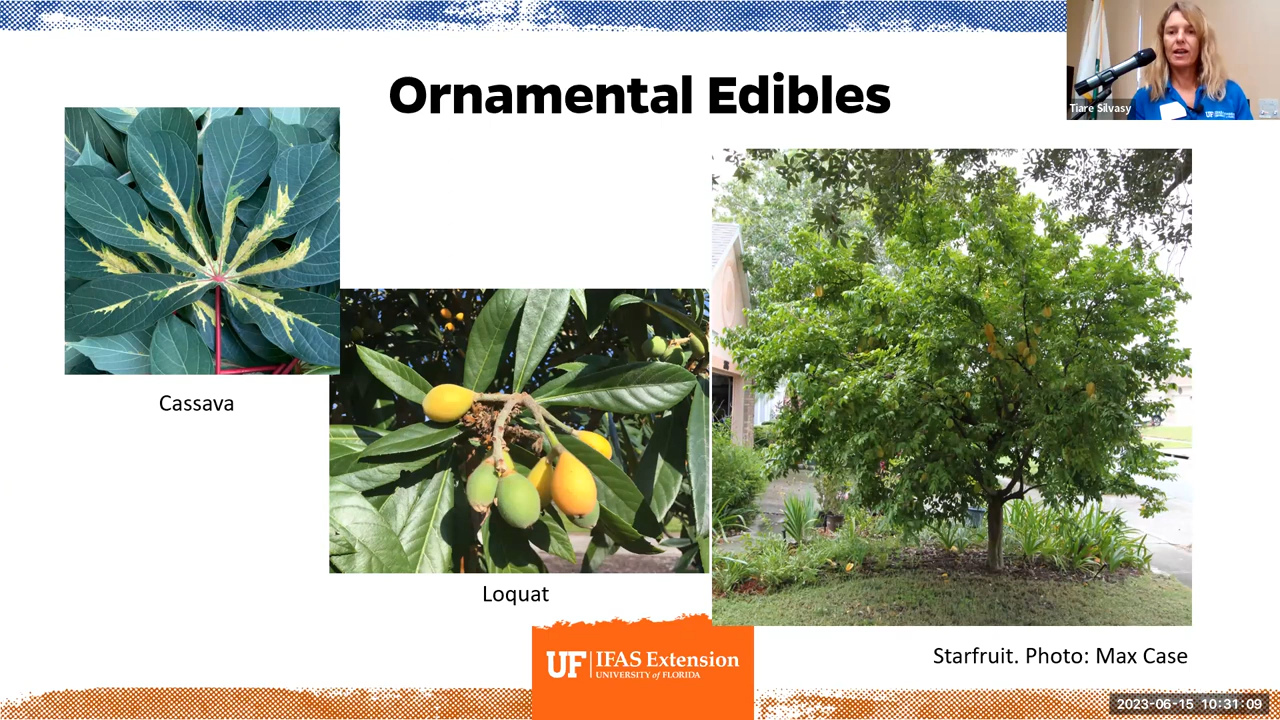 Ornamental Edibles
Tiare Silvasy
Cassava
Loquat
Starfruit. Photo: Max Case
UF IFAS Extension
UNIVERSITY of FLORIDA
2023-06-15 10:31:09